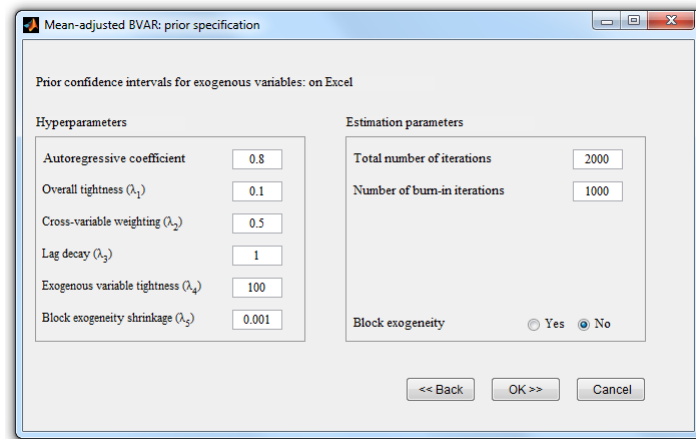 Mean-adjusted BVAR: prior specification
Prior confidence intervals for exogenous variables: on Excel
Hyperparameters
Autoregressive coefficient 0.8
Overall tightness (λ1) 0.1
Cross-variable weighting (λ2) 0.5
Lag decay (λ3) 1
Exogenous variable tightness (λ4) 100
Block exogeneity shrinkage (λ5) 0.001
Estimation parameters
Total number of iterations 2000
Number of burn-in iterations 1000
Block exogeneity Yes No
<< Back OK >> Cancel